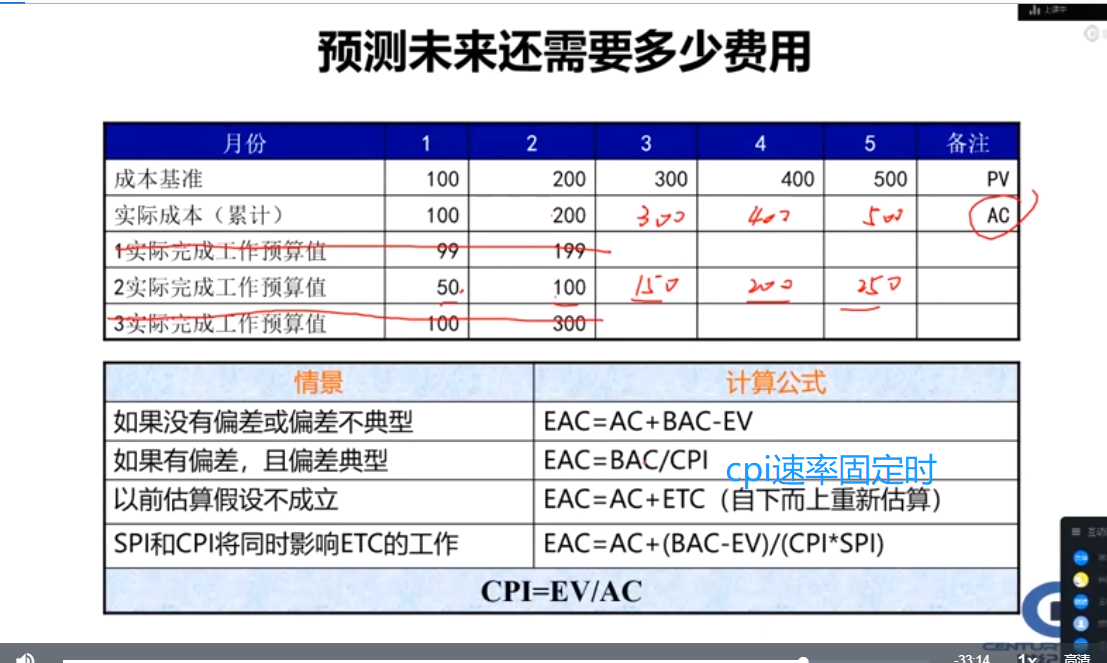 上课中
预测未来还需要多少费用
月份 1 2 3 4 5 备注
成本基准 100 200 300 400 500 PV
实际成本（累计） 100 200 300 400 500 AC
1实际完成工作预算值 99 199
2实际完成工作预算值 50 100 150 200 250
3实际完成工作预算值 100 300
情景 计算公式
如果没有偏差或偏差不典型 EAC=AC+BAC-EV
如果有偏差，且偏差典型 EAC=BAC/CPI cpi速率固定时
以前估算假设不成立 EAC=AC+ETC（自下而上重新估算）
SPI和CPI将同时影响ETC的工作 EAC=AC+(BAC-EV)/(CPI*SPI)
CPI=EV/AC
互动
-33:14 1x 高清